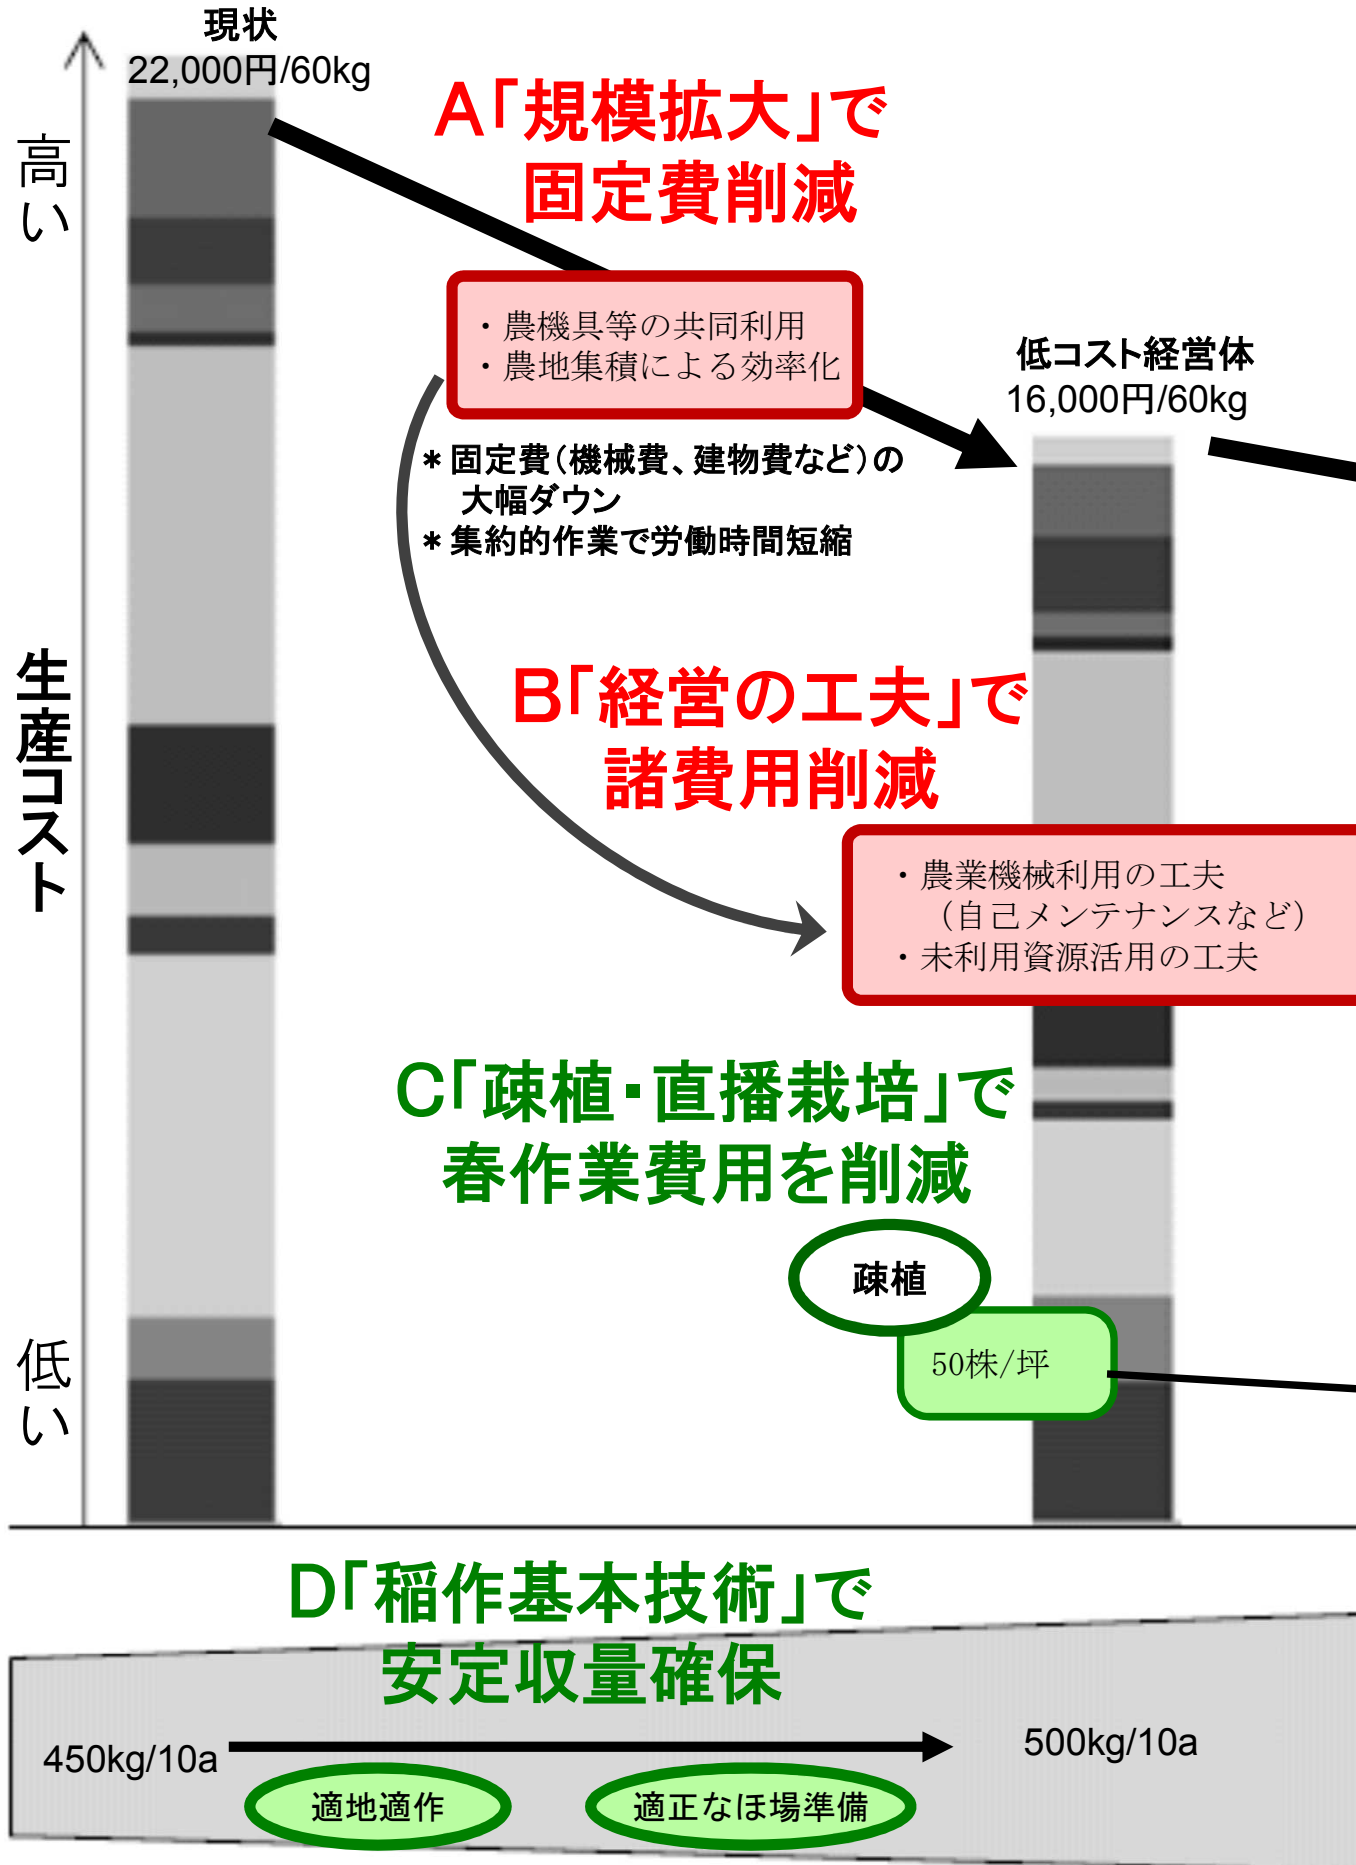 現状
22,000円/60kg
高い
生産コスト
低い
A「規模拡大」で
固定費削減
・農機具等の共同利用
・農地集積による効率化
＊固定費(機械費、建物費など)の
大幅ダウン
＊集約的作業で労働時間短縮
低コスト経営体
16,000円/60kg
B「経営の工夫」で
諸費用削減
・農業機械利用の工夫
（自己メンテナンスなど）
・未利用資源活用の工夫
C「疎植・直播栽培」で
春作業費用を削減
疎植
50株/坪
D「稲作基本技術」で
安定収量確保
450kg/10a
500kg/10a
適地適作
適正なほ場準備